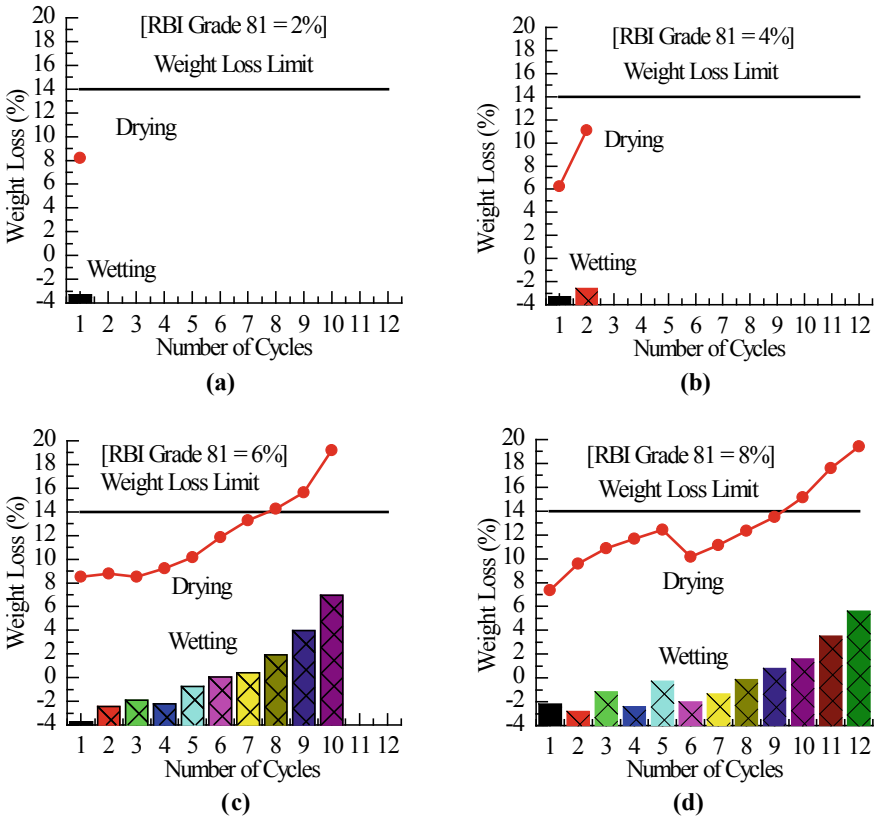 [RBI Grade 81 = 2%]
Weight Loss Limit
Drying
Wetting
Weight Loss (%)
20
18
16
14
12
10
8
6
4
2
0
-2
-4
1 2 3 4 5 6 7 8 9 10 11 12
Number of Cycles
(a)
[RBI Grade 81 = 4%]
Weight Loss Limit
Drying
Wetting
Weight Loss (%)
20
18
16
14
12
10
8
6
4
2
0
-2
-4
1 2 3 4 5 6 7 8 9 10 11 12
Number of Cycles
(b)
[RBI Grade 81 = 6%]
Weight Loss Limit
Drying
Wetting
Weight Loss (%)
20
18
16
14
12
10
8
6
4
2
0
-2
-4
1 2 3 4 5 6 7 8 9 10 11 12
Number of Cycles
(c)
[RBI Grade 81 = 8%]
Weight Loss Limit
Drying
Wetting
Weight Loss (%)
20
18
16
14
12
10
8
6
4
2
0
-2
-4
1 2 3 4 5 6 7 8 9 10 11 12
Number of Cycles
(d)